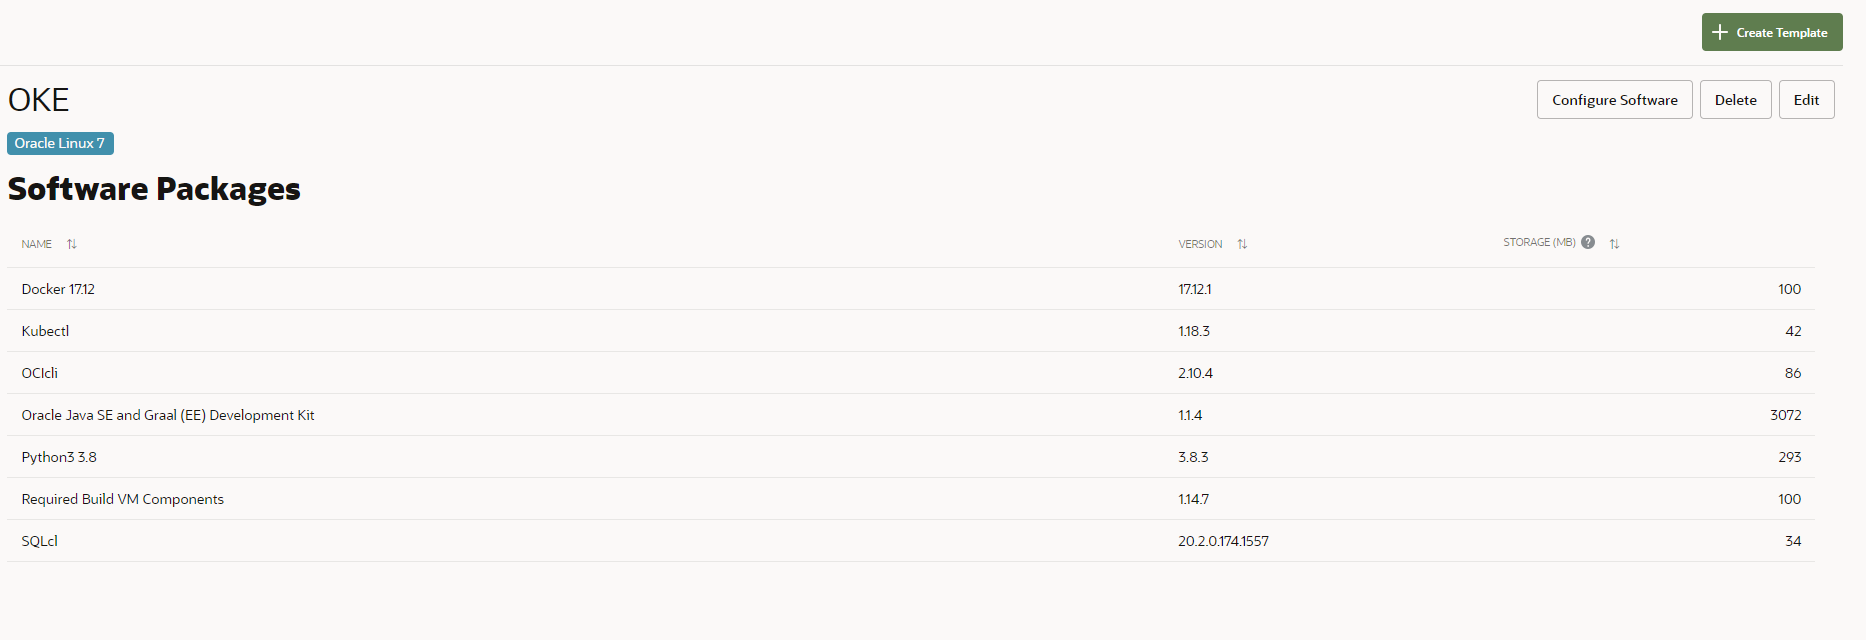 Create Template
OKE
Configure Software Delete Edit
Oracle Linux 7
Software Packages
NAME VERSION STORAGE (MB) ?
Docker 17.12 17.12.1 100
Kubectl 1.18.3 42
OCIcli 2.10.4 86
Oracle Java SE and Graal (EE) Development Kit 1.1.4 3072
Python3 3.8 3.8.3 293
Required Build VM Components 1.14.7 100
SQLcl 20.2.0.174.1557 34